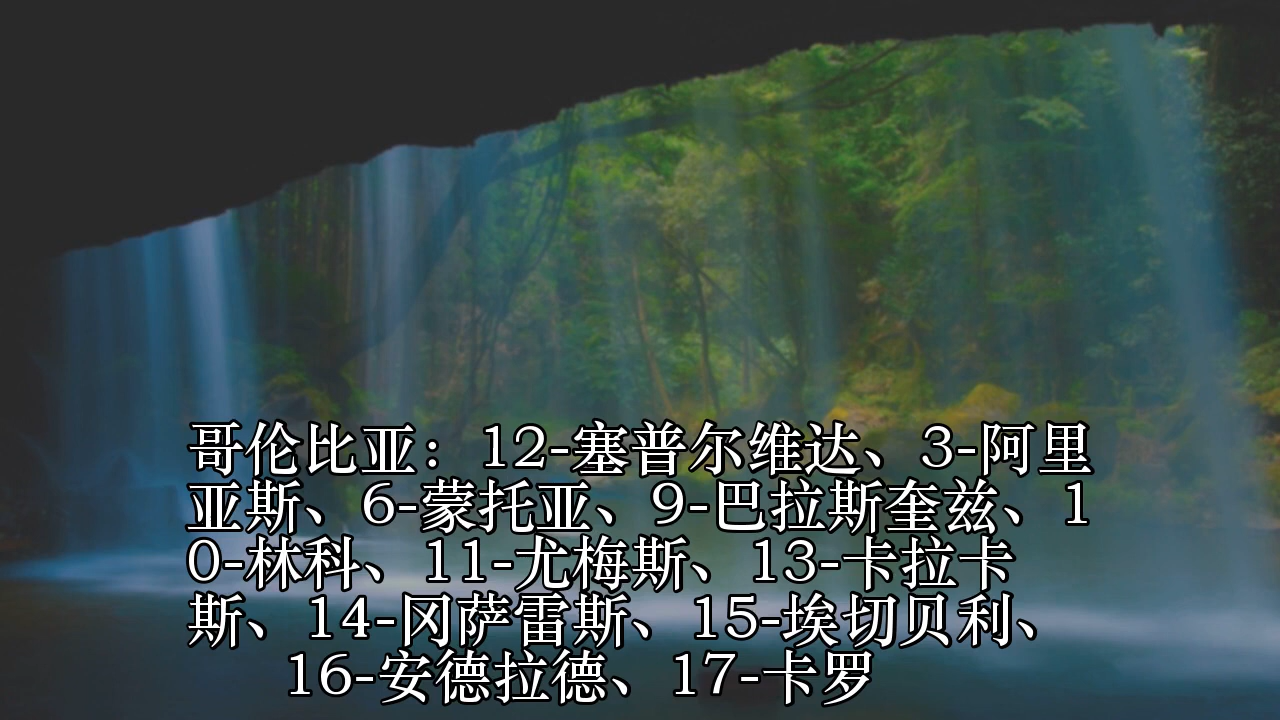 哥伦比亚：12-塞普尔维达、3-阿里
亚斯、6-蒙托亚、9-巴拉斯奎兹、1
0-林科、11-尤梅斯、13-卡拉卡
斯、14-冈萨雷斯、15-埃切贝利、
16-安德拉德、17-卡罗